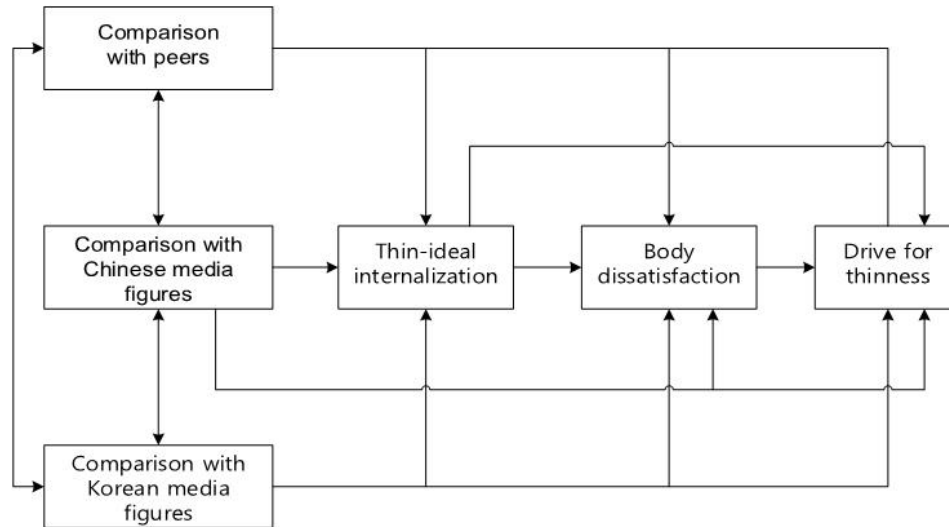 Comparison
with peers
Comparison with
Chinese media
figures
Thin-ideal
internalization
Body
dissatisfaction
Drive for
thinness
Comparison with
Korean media
figures